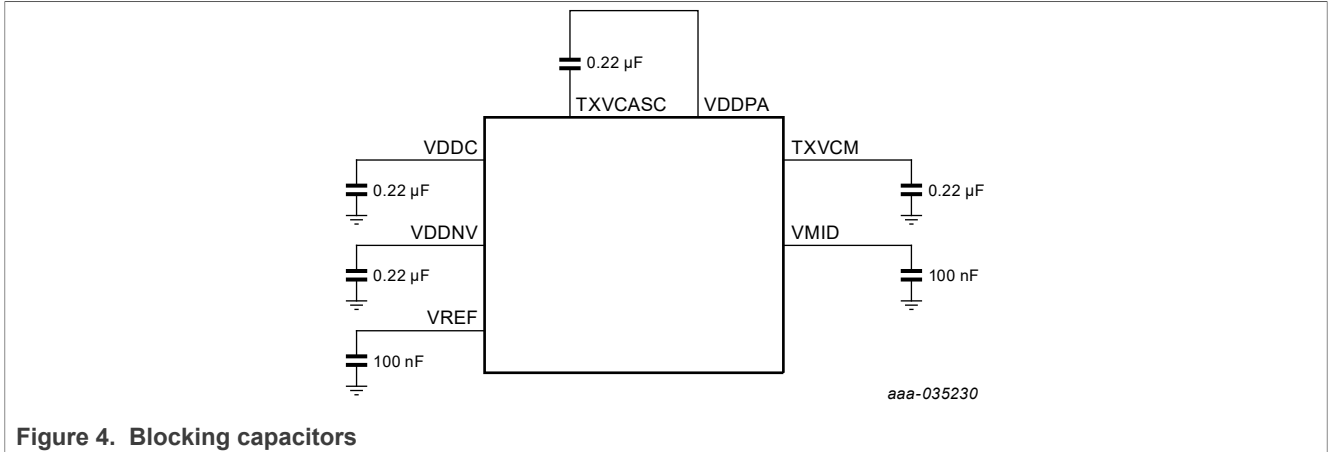 0.22 µF
TXVCASC VDDPA
VDDC TXVCM
0.22 µF 0.22 µF
VDDNV VMID
0.22 µF 100 nF
VREF
100 nF
aaa-035230
Figure 4. Blocking capacitors